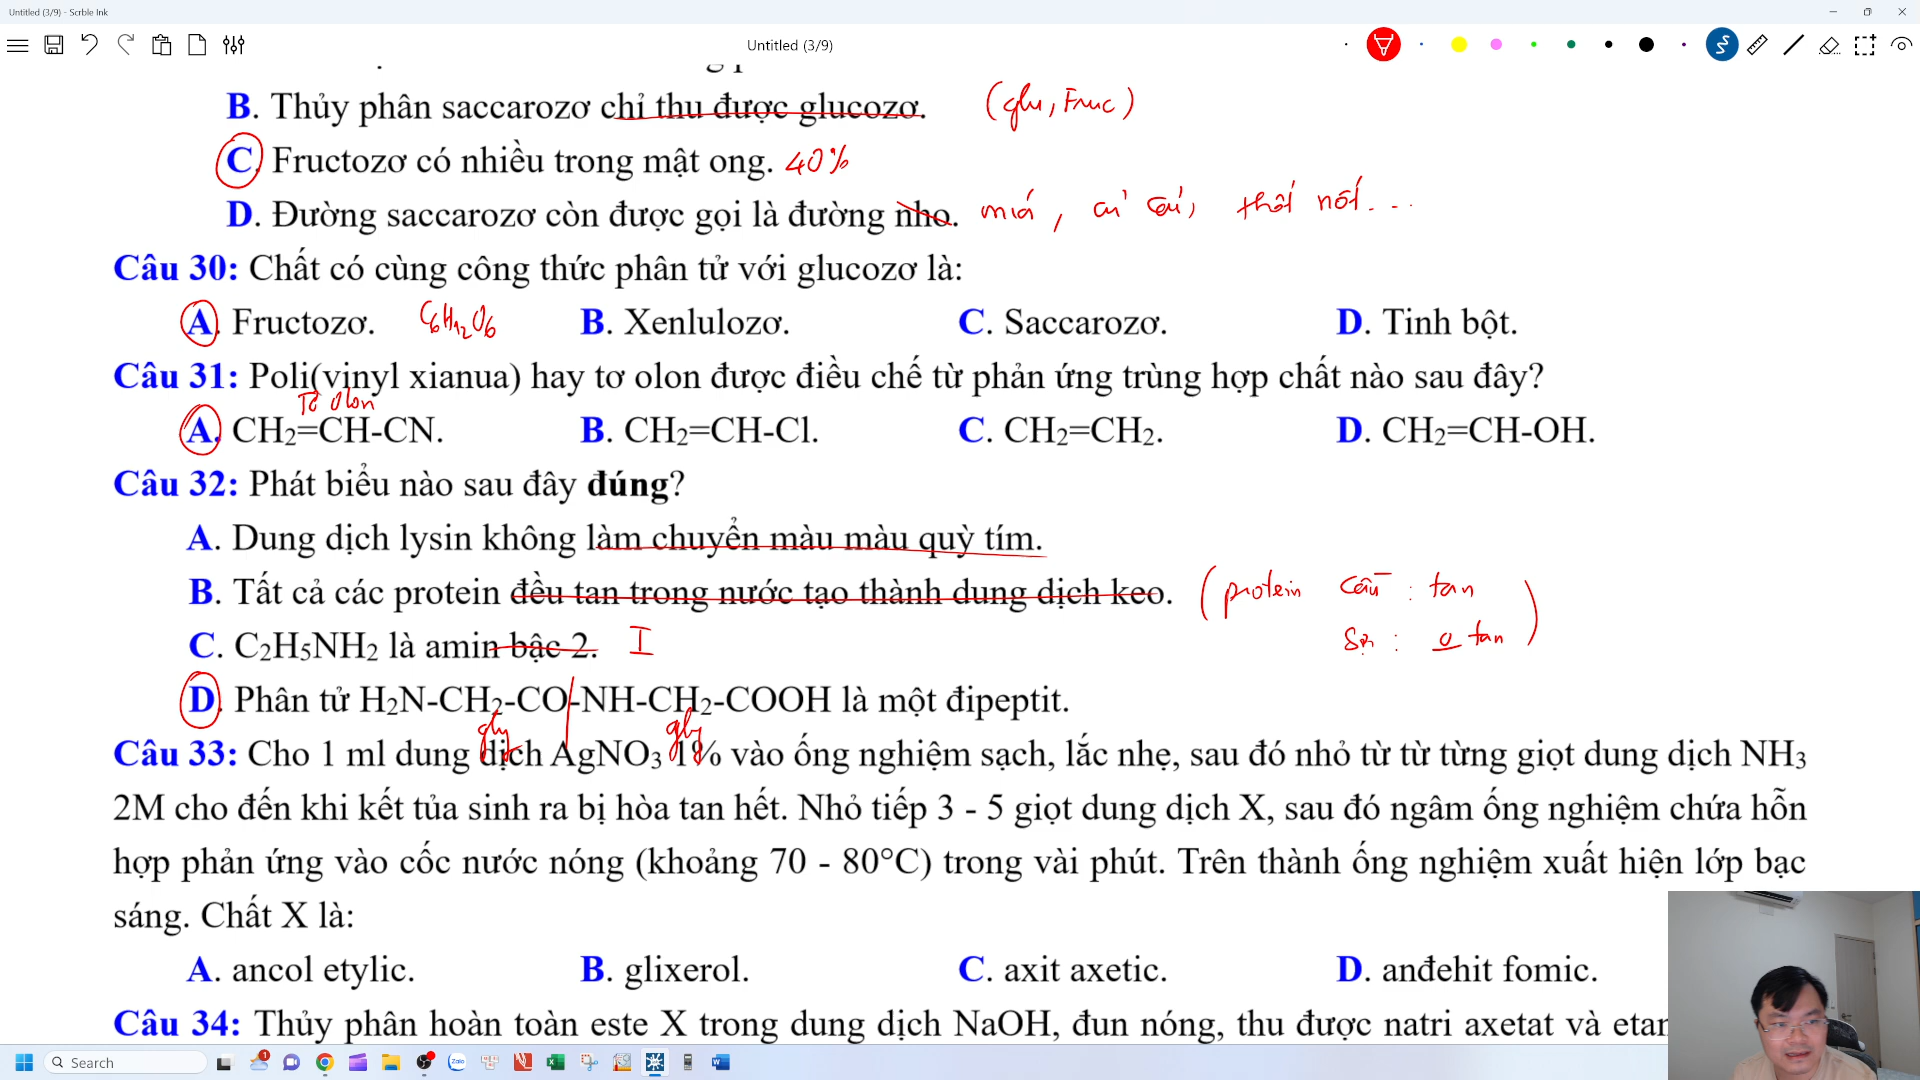 Untitled (3/9) - Scrble Ink
Untitled (3/9)
B. Thủy phân saccarozơ chỉ thu được glucozơ. (glu, Fruc)
C. Fructozơ có nhiều trong mật ong. 40%
D. Đường saccarozơ còn được gọi là đường nho. mía, củ cải, thốt nốt...
Câu 30: Chất có cùng công thức phân tử với glucozơ là:
A. Fructozơ. C6H12O6 B. Xenlulozơ. C. Saccarozơ. D. Tinh bột.
Câu 31: Poli(vinyl xianua) hay tơ olon được điều chế từ phản ứng trùng hợp chất nào sau đây?
Tơ olon
A. CH2=CH-CN. B. CH2=CH-Cl. C. CH2=CH2. D. CH2=CH-OH.
Câu 32: Phát biểu nào sau đây đúng?
A. Dung dịch lysin không làm chuyển màu màu quỳ tím.
B. Tất cả các protein đều tan trong nước tạo thành dung dịch keo. (protein cầu : tan
C. C2H5NH2 là amin bậc 2. I Sợi : 0 tan)
D. Phân tử H2N-CH2-CO-NH-CH2-COOH là một đipeptit.
gly gly
Câu 33: Cho 1 ml dung dịch AgNO3 1% vào ống nghiệm sạch, lắc nhẹ, sau đó nhỏ từ từ từng giọt dung dịch NH3
2M cho đến khi kết tủa sinh ra bị hòa tan hết. Nhỏ tiếp 3 - 5 giọt dung dịch X, sau đó ngâm ống nghiệm chứa hỗn
hợp phản ứng vào cốc nước nóng (khoảng 70 - 80°C) trong vài phút. Trên thành ống nghiệm xuất hiện lớp bạc
sáng. Chất X là:
A. ancol etylic. B. glixerol. C. axit axetic. D. anđehit fomic.
Câu 34: Thủy phân hoàn toàn este X trong dung dịch NaOH, đun nóng, thu được natri axetat và etan
Search